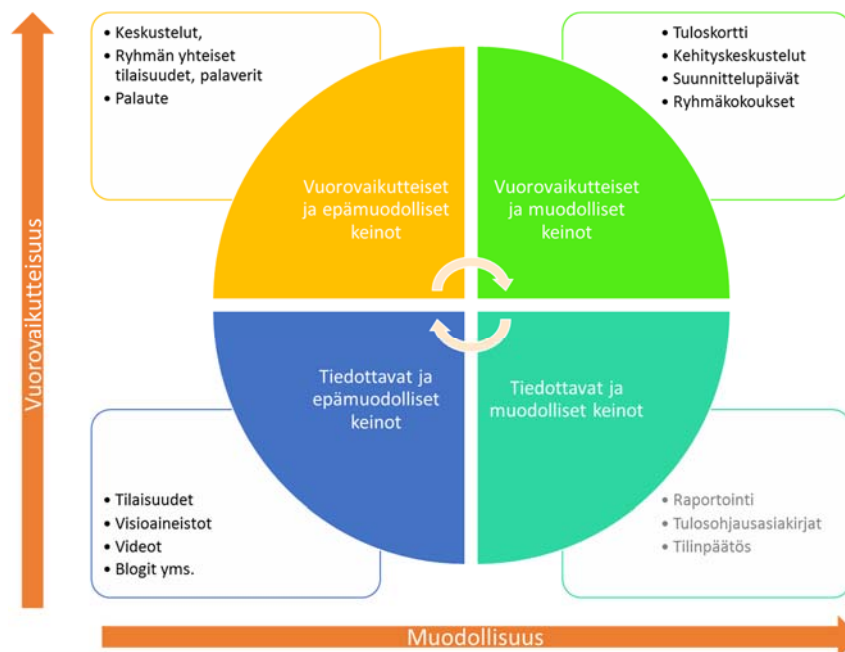 • Keskustelut,
• Ryhmän yhteiset
tilaisuudet, palaverit
• Palaute
• Tuloskortti
• Kehityskeskustelut
• Suunnittelupäivät
• Ryhmäkokoukset
Vuorovaikutteiset
ja epämuodolliset
keinot
Vuorovaikutteiset
ja muodolliset
keinot
Vuorovaikutteisuus
Tiedottavat ja
epämuodolliset
keinot
Tiedottavat ja
muodolliset keinot
• Tilaisuudet
• Visioaineistot
• Videot
• Blogit yms.
• Raportointi
• Tulosohjausasiakirjat
• Tilinpäätös
Muodollisuus